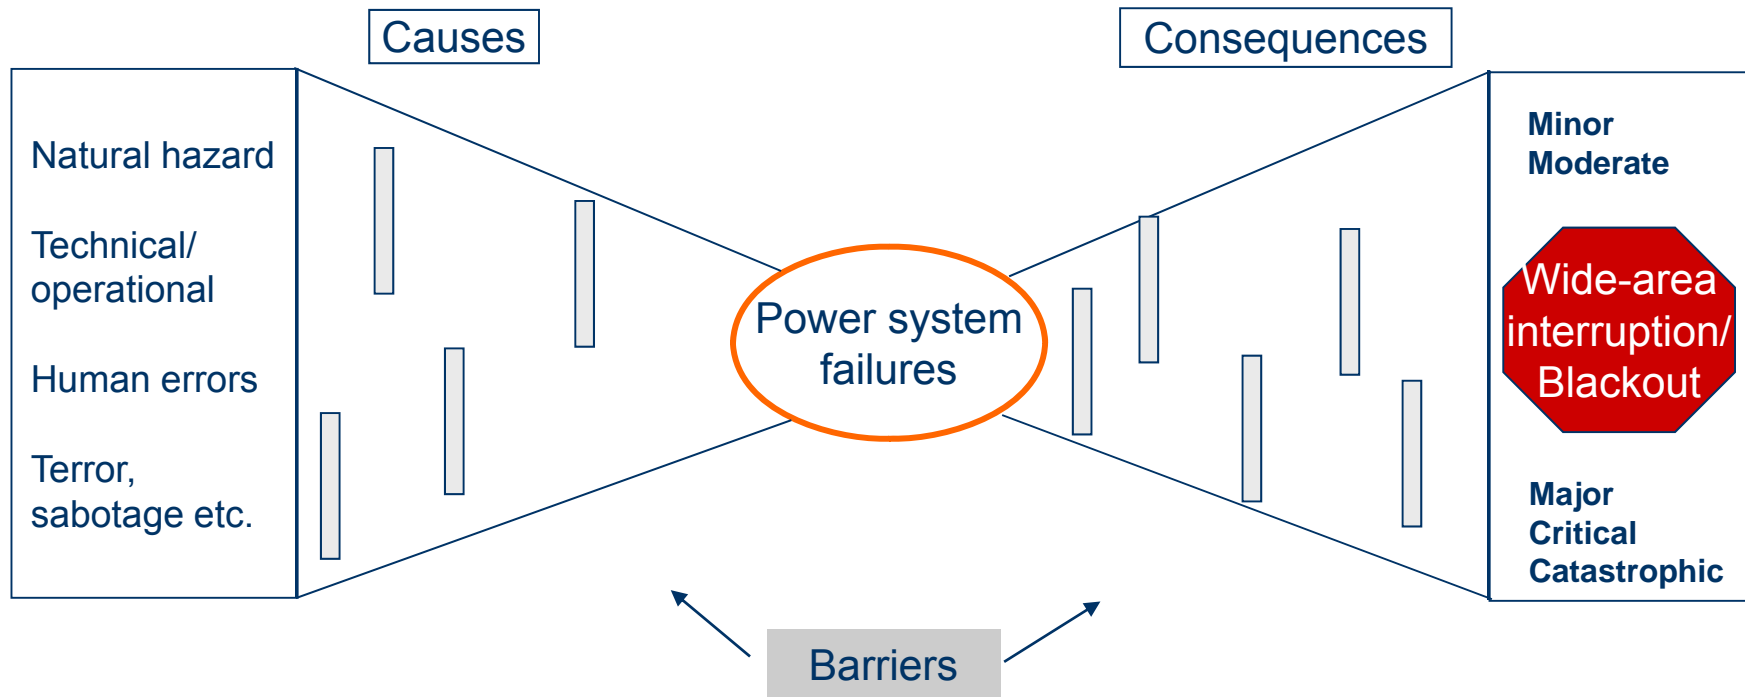 Causes
Consequences
Natural hazard
Technical/
operational
Human errors
Terror,
sabotage etc.
Power system
failures
Minor
Moderate
Wide-area
interruption/
Blackout
Major
Critical
Catastrophic
Barriers